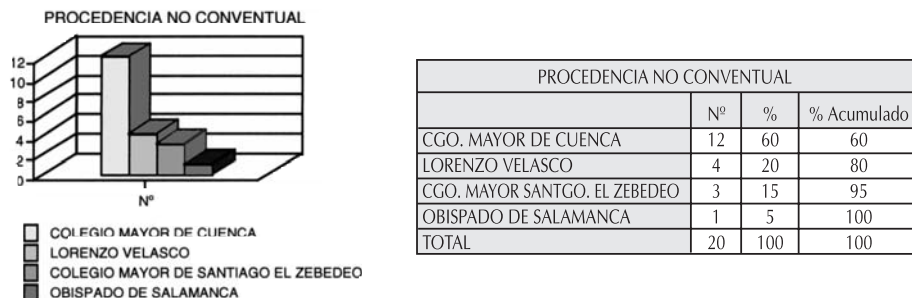 PROCEDENCIA NO CONVENTUAL
12
10
8
6
4
2
0
Nº
COLEGIO MAYOR DE CUENCA
LORENZO VELASCO
COLEGIO MAYOR DE SANTIAGO EL ZEBEDEO
OBISPADO DE SALAMANCA
PROCEDENCIA NO CONVENTUAL
Nº % % Acumulado
CGO. MAYOR DE CUENCA 12 60 60
LORENZO VELASCO 4 20 80
CGO. MAYOR SANTGO. EL ZEBEDEO 3 15 95
OBISPADO DE SALAMANCA 1 5 100
TOTAL 20 100 100